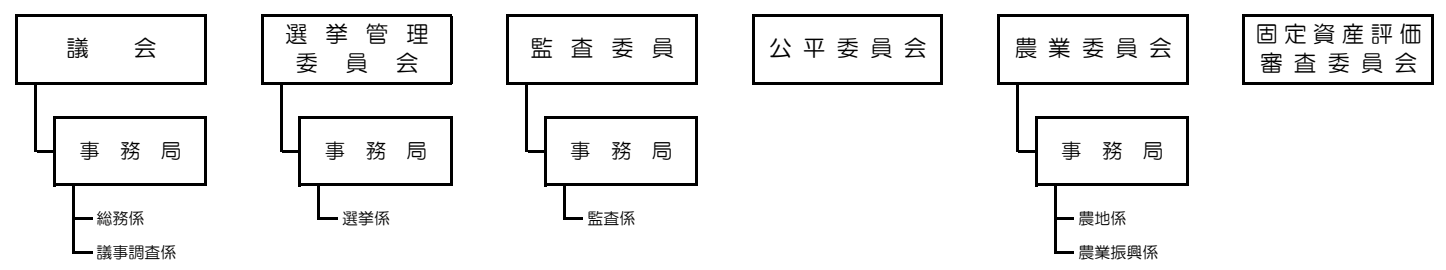 議会
選挙管理
委員会
監査委員
公平委員会
農業委員会
固定資産評価
審査委員会
事務局
事務局
事務局
事務局
総務係
選挙係
監査係
農地係
議事調査係
農業振興係